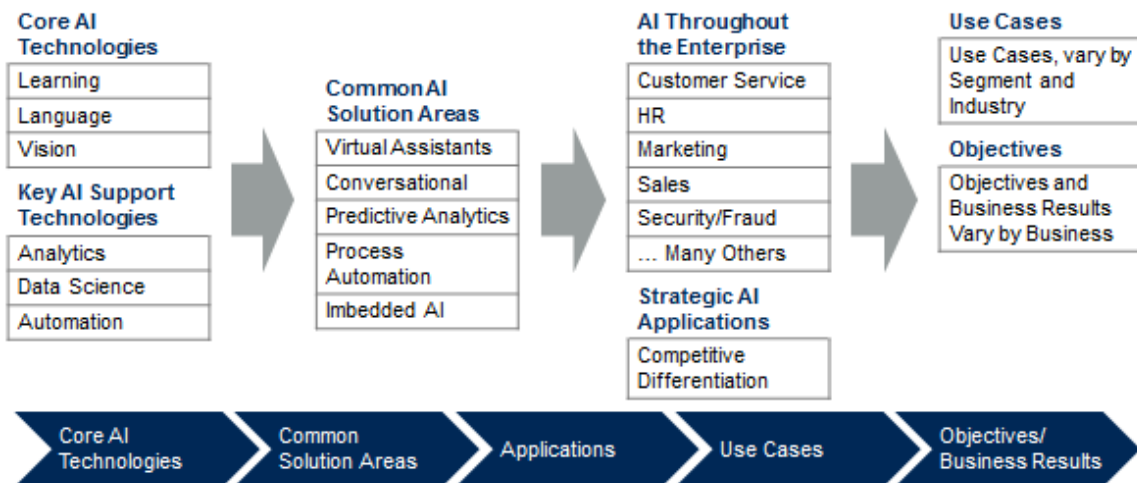 Core AI
Technologies
Learning
Language
Vision
Key AI Support
Technologies
Analytics
Data Science
Automation
Common AI
Solution Areas
Virtual Assistants
Conversational
Predictive Analytics
Process
Automation
Imbedded AI
AI Throughout
the Enterprise
Customer Service
HR
Marketing
Sales
Security/Fraud
... Many Others
Strategic AI
Applications
Competitive
Differentiation
Use Cases
Use Cases, vary by
Segment and
Industry
Objectives
Objectives and
Business Results
Vary by Business
Core AI
Technologies
Common
Solution Areas
Applications
Use Cases
Objectives/
Business Results